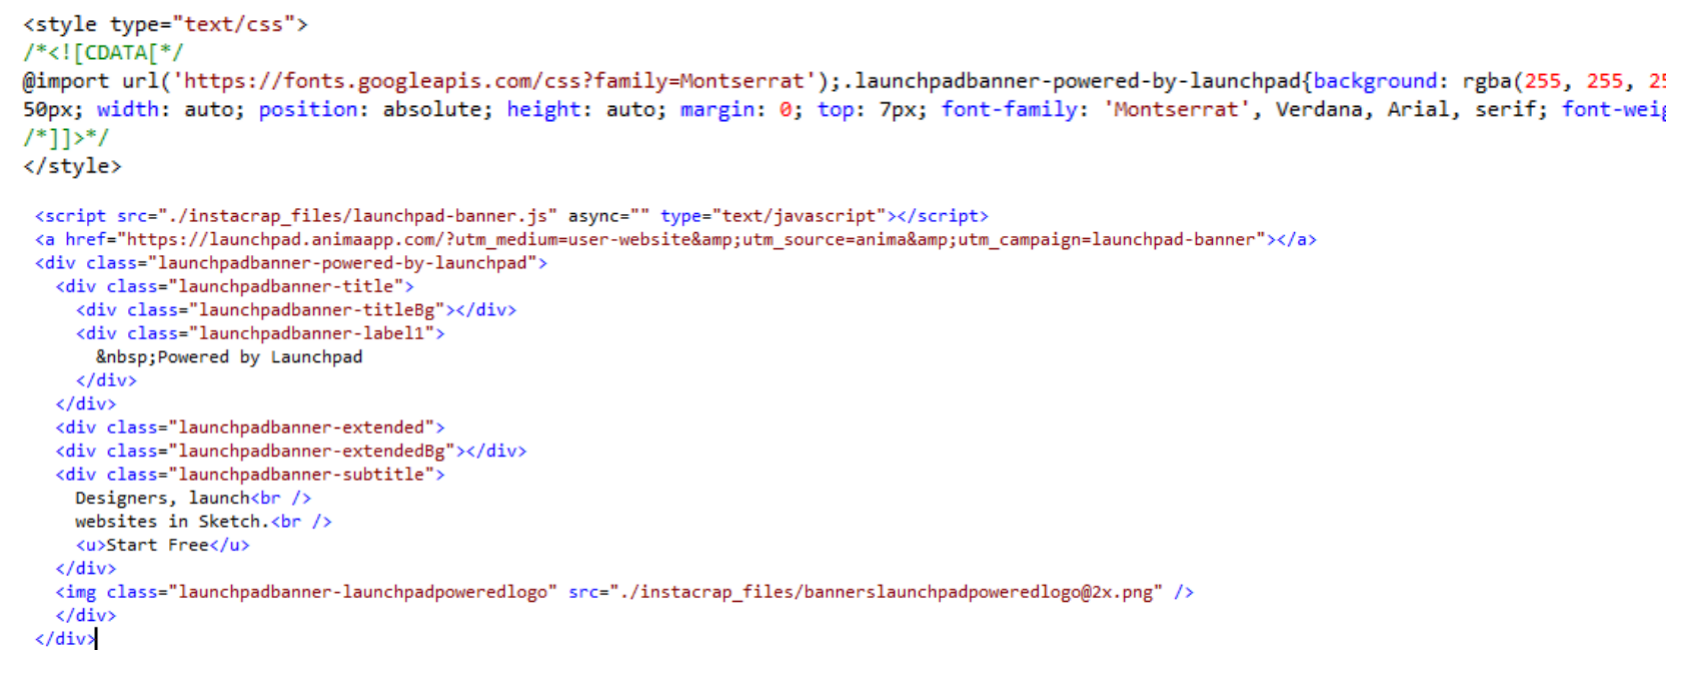 <style type="text/css">
/*<![CDATA[*/
@import url('https://fonts.googleapis.com/css?family=Montserrat');.launchpadbanner-powered-by-launchpad{background: rgba(255, 255, 25
50px; width: auto; position: absolute; height: auto; margin: 0; top: 7px; font-family: 'Montserrat', Verdana, Arial, serif; font-weig
/*]]>*/
</style>
<script src="./instacrap_files/launchpad-banner.js" async="" type="text/javascript"></script>
<a href="https://launchpad.animaapp.com/?utm_medium=user-website&amp;utm_source=anima&amp;utm_campaign=launchpad-banner"></a>
<div class="launchpadbanner-powered-by-launchpad">
<div class="launchpadbanner-title">
<div class="launchpadbanner-titleBg"></div>
<div class="launchpadbanner-label1">
&nbsp;Powered by Launchpad
</div>
</div>
<div class="launchpadbanner-extended">
<div class="launchpadbanner-extendedBg"></div>
<div class="launchpadbanner-subtitle">
Designers, launch<br />
websites in Sketch.<br />
<u>Start Free</u>
</div>
<img class="launchpadbanner-launchpadpoweredlogo" src="./instacrap_files/bannerslaunchpadpoweredlogo@2x.png" />
</div>
</div>